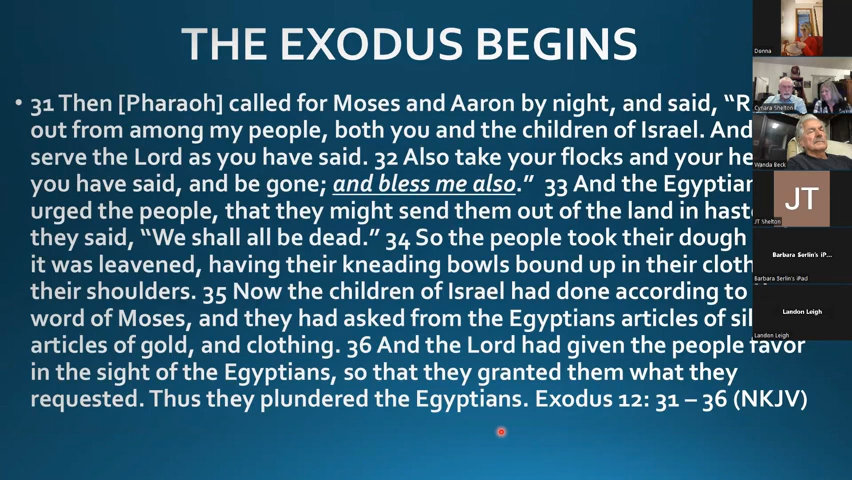 THE EXODUS BEGINS
• 31 Then [Pharaoh] called for Moses and Aaron by night, and said, “R
out from among my people, both you and the children of Israel. And
serve the Lord as you have said. 32 Also take your flocks and your he
you have said, and be gone; and bless me also.” 33 And the Egyptian
urged the people, that they might send them out of the land in hast
they said, “We shall all be dead.” 34 So the people took their dough
it was leavened, having their kneading bowls bound up in their cloth
their shoulders. 35 Now the children of Israel had done according to
word of Moses, and they had asked from the Egyptians articles of sil
articles of gold, and clothing. 36 And the Lord had given the people favor
in the sight of the Egyptians, so that they granted them what they
requested. Thus they plundered the Egyptians. Exodus 12: 31 – 36 (NKJV)
Donna
Cynara Shelton
Wanda Beck
JT
JT Shelton
Barbara Serlin's iP...
Barbara Serlin's iPad
Landon Leigh
Landon Leigh